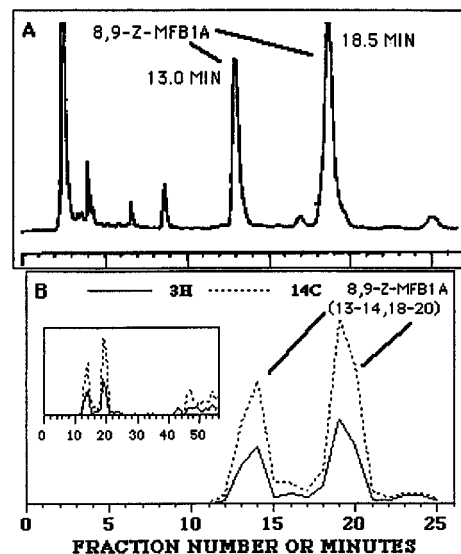 A
8,9-Z-MFB1A
18.5 MIN
13.0 MIN
B
3H
14C
8,9-Z-MFB1A
(13-14,18-20)
0 10 20 30 40 50
0 5 10 15 20 25
FRACTION NUMBER OR MINUTES